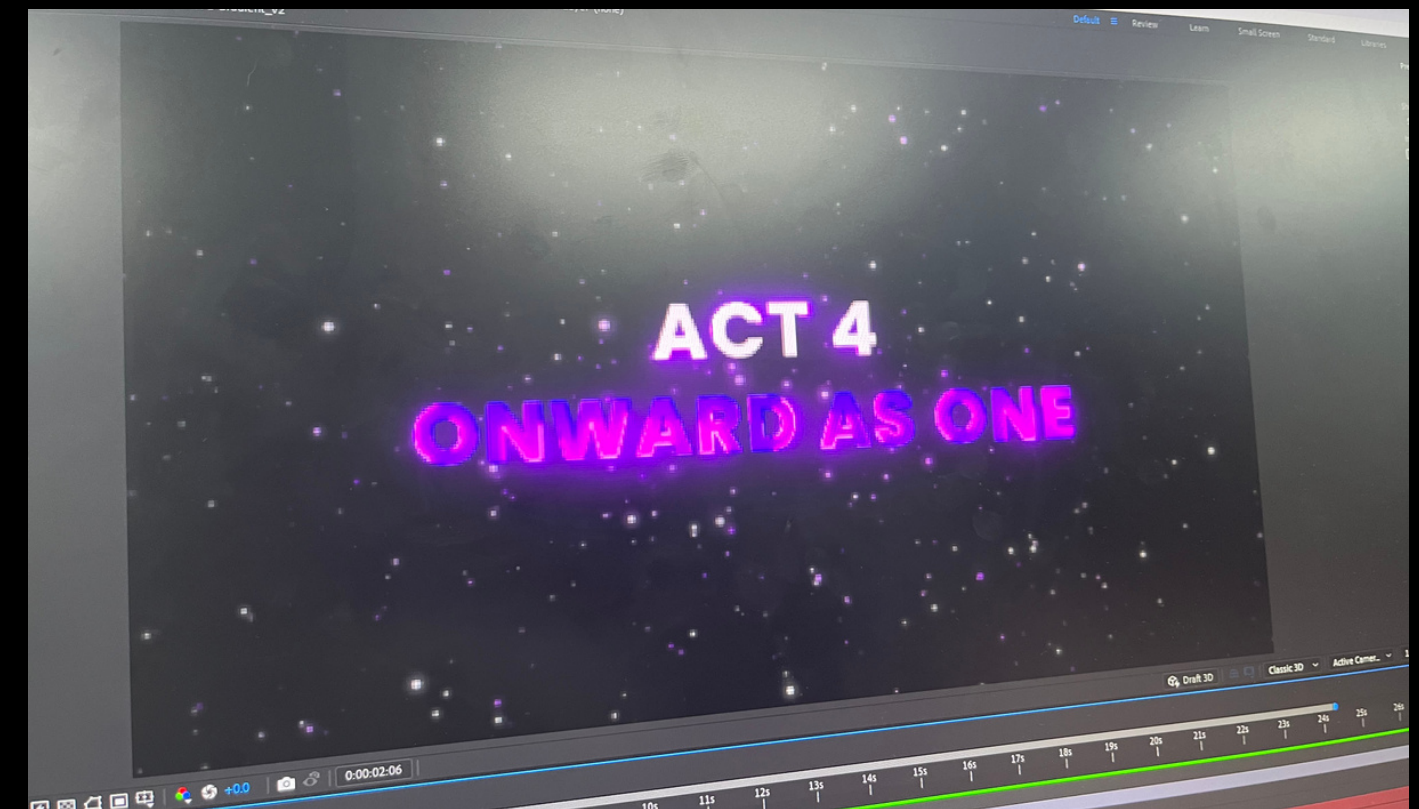 Default
Review
Learn
Small Screen
Standard
Libraries
ACT 4
ONWARD AS ONE
Draft 3D
Classic 3D
Active Camer...
+0.0
0:00:02:06
10s 11s 12s 13s 14s 15s 16s 17s 18s 19s 20s 21s 22s 23s 24s 25s 26s